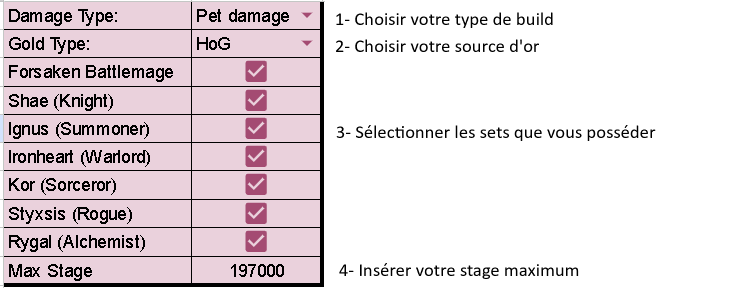 Damage Type: Pet damage 1- Choisir votre type de build
Gold Type: HoG 2- Choisir votre source d'or
Forsaken Battlemage
Shae (Knight)
Ignus (Summoner) 3- Sélectionner les sets que vous posséder
Ironheart (Warlord)
Kor (Sorceror)
Styxsis (Rogue)
Rygal (Alchemist)
Max Stage 197000 4- Insérer votre stage maximum